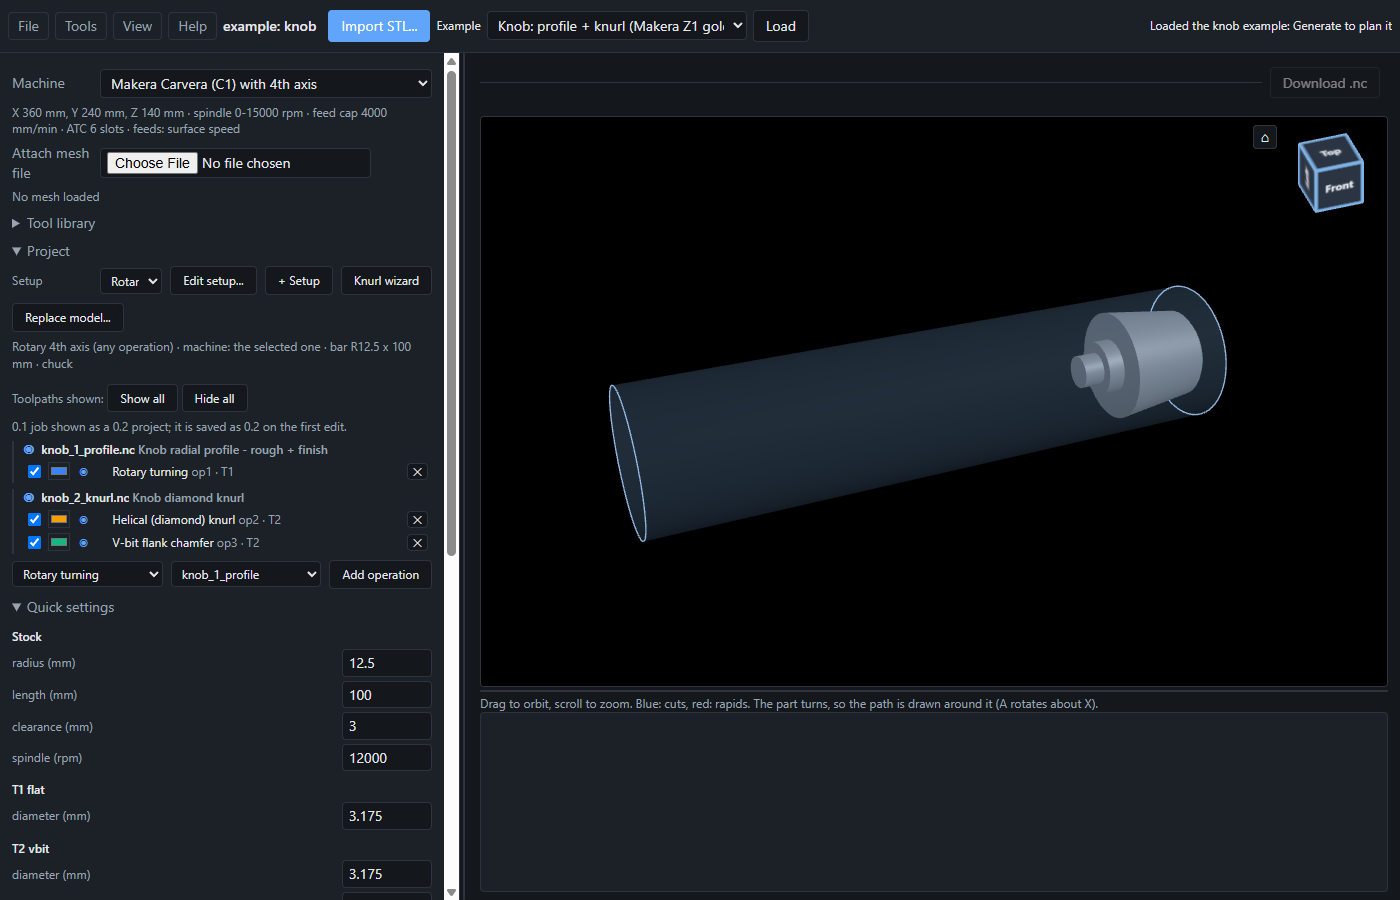 File Tools View Help example: knob Import STL... Example Knob: profile + knurl (Makera Z1 gol Load Loaded the knob example: Generate to plan it
Machine Makera Carvera (C1) with 4th axis
X 360 mm, Y 240 mm, Z 140 mm · spindle 0-15000 rpm · feed cap 4000
mm/min · ATC 6 slots · feeds: surface speed
Attach mesh
file
Choose File No file chosen
No mesh loaded
Tool library
Project
Setup Rotar Edit setup... + Setup Knurl wizard
Replace model...
Rotary 4th axis (any operation) · machine: the selected one · bar R12.5 x 100
mm · chuck
Toolpaths shown: Show all Hide all
0.1 job shown as a 0.2 project; it is saved as 0.2 on the first edit.
knob_1_profile.nc Knob radial profile - rough + finish
Rotary turning op1 · T1
knob_2_knurl.nc Knob diamond knurl
Helical (diamond) knurl op2 · T2
V-bit flank chamfer op3 · T2
Rotary turning knob_1_profile Add operation
Quick settings
Stock
radius (mm) 12.5
length (mm) 100
clearance (mm) 3
spindle (rpm) 12000
T1 flat
diameter (mm) 3.175
T2 vbit
diameter (mm) 3.175
Download .nc
Top
Front
Drag to orbit, scroll to zoom. Blue: cuts, red: rapids. The part turns, so the path is drawn around it (A rotates about X).